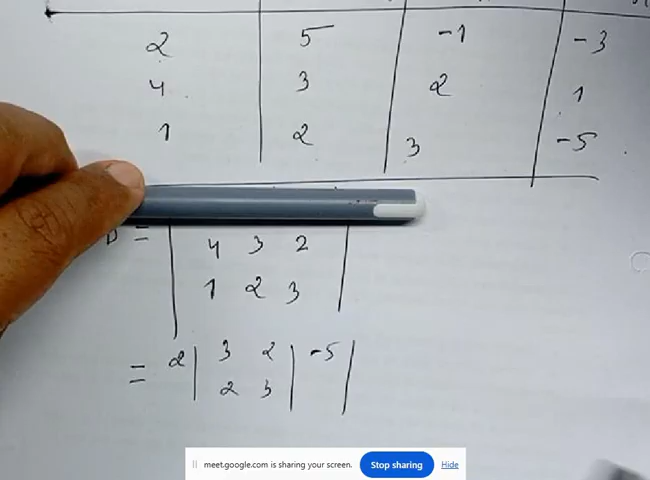 2 5 -1 -3
4 3 2 1
1 2 3 -5
D =
4 3 2
1 2 3
= 2 | 3 2 | -5 |
2 3
meet.google.com is sharing your screen. Stop sharing Hide